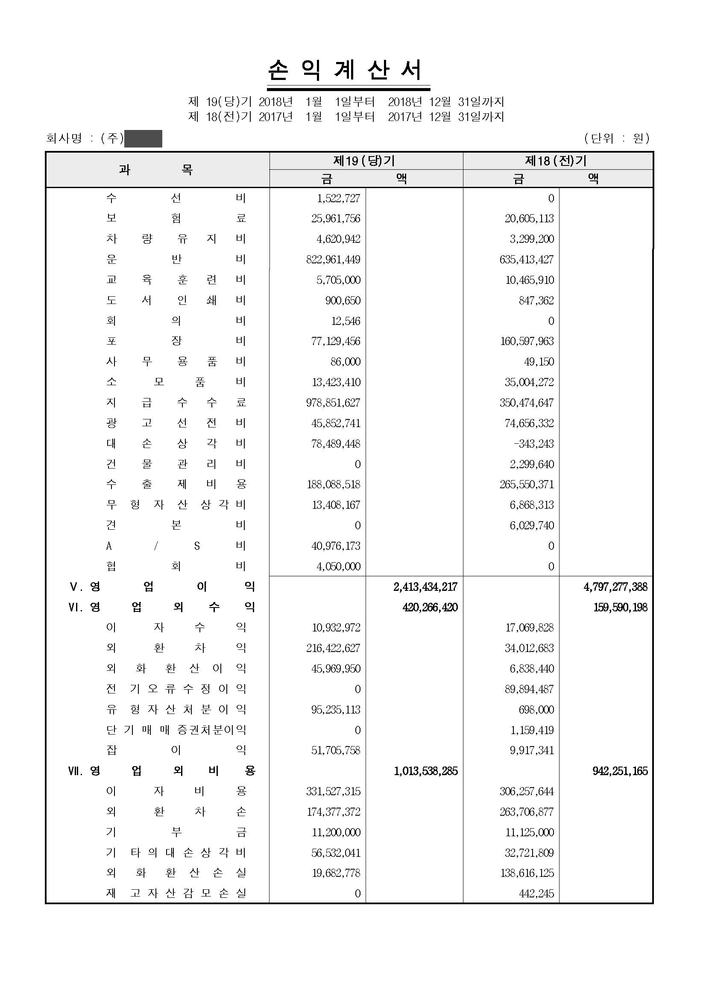 손 익 계 산 서
제 19(당)기 2018년 1월 1일부터 2018년 12월 31일까지
제 18(전)기 2017년 1월 1일부터 2017년 12월 31일까지
회사명 : (주) (단위 : 원)
과 목 제19(당)기 제18(전)기
금 액 금 액
수 선 비 1,522,727 0
보 험 료 25,961,756 20,605,113
차 량 유 지 비 4,620,942 3,299,200
운 반 비 822,961,449 635,413,427
교 육 훈 련 비 5,705,000 10,465,910
도 서 인 쇄 비 900,650 847,362
회 의 비 12,546 0
포 장 비 77,129,456 160,597,963
사 무 용 품 비 86,000 49,150
소 모 품 비 13,423,410 35,004,272
지 급 수 수 료 978,851,627 350,474,647
광 고 선 전 비 45,852,741 74,656,332
대 손 상 각 비 78,489,448 -343,243
건 물 관 리 비 0 2,299,640
수 출 제 비 용 188,088,518 265,550,371
무 형 자 산 상 각 비 13,408,167 6,868,313
견 본 비 0 6,029,740
A / S 비 40,976,173 0
협 회 비 4,050,000 0
Ⅴ. 영 업 이 익 2,413,434,217 4,797,277,388
Ⅵ. 영 업 외 수 익 420,266,420 159,590,198
이 자 수 익 10,932,972 17,069,828
외 환 차 익 216,422,627 34,012,683
외 화 환 산 이 익 45,969,950 6,838,440
전 기 오 류 수 정 이 익 0 89,894,487
유 형 자 산 처 분 이 익 95,235,113 698,000
단 기 매 매 증권처분이익 0 1,159,419
잡 이 익 51,705,758 9,917,341
Ⅶ. 영 업 외 비 용 1,013,538,285 942,251,165
이 자 비 용 331,527,315 306,257,644
외 환 차 손 174,377,372 263,706,877
기 부 금 11,200,000 11,125,000
기 타 의 대 손 상 각 비 56,532,041 32,721,809
외 화 환 산 손 실 19,682,778 138,616,125
재 고 자 산 감 모 손 실 0 442,245